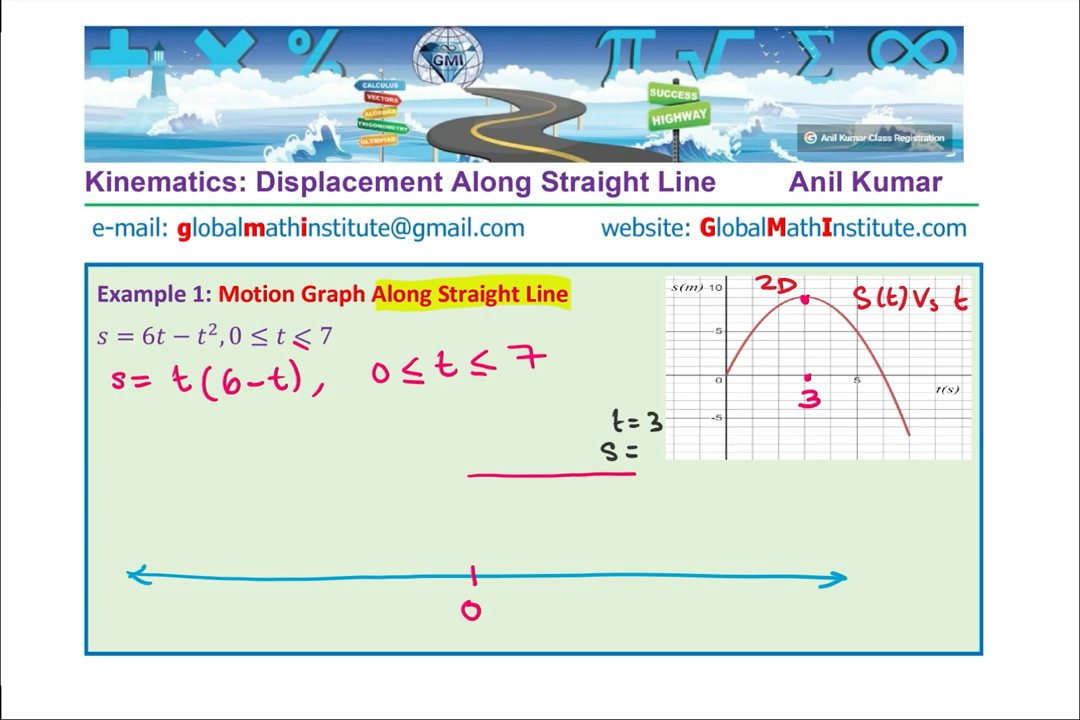 GMI
CALCULUS
VECTORS
ALGEBRA
TRIGONOMETRY
OLYMPIAD
SUCCESS
HIGHWAY
Anil Kumar Class Registration
Kinematics: Displacement Along Straight Line Anil Kumar
e-mail: globalmathinstitute@gmail.com website: GlobalMathInstitute.com
Example 1: Motion Graph Along Straight Line
s = 6t − t², 0 ≤ t ≤ 7
s = t(6-t), 0 ≤ t ≤ 7
s(m) 10
2D
S(t) Vs t
5
0
5
t(s)
3
-5
t = 3
s =
0